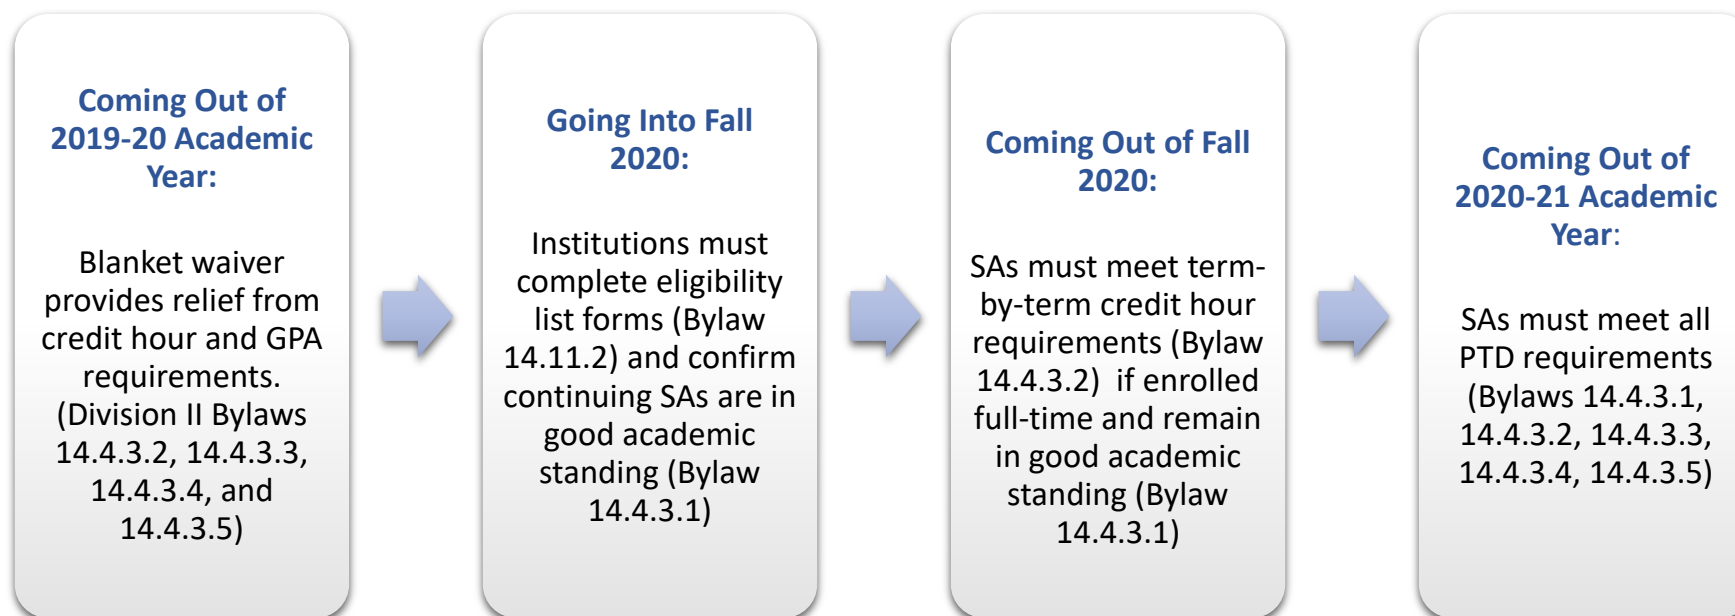 Coming Out of
2019-20 Academic
Year:
Blanket waiver
provides relief from
credit hour and GPA
requirements.
(Division II Bylaws
14.4.3.2, 14.4.3.3,
14.4.3.4, and
14.4.3.5)
Going Into Fall
2020:
Institutions must
complete eligibility
list forms (Bylaw
14.11.2) and confirm
continuing SAs are in
good academic
standing (Bylaw
14.4.3.1)
Coming Out of Fall
2020:
SAs must meet term-
by-term credit hour
requirements (Bylaw
14.4.3.2)  if enrolled
full-time and remain
in good academic
standing (Bylaw
14.4.3.1)
Coming Out of
2020-21 Academic
Year:
SAs must meet all
PTD requirements
(Bylaws 14.4.3.1,
14.4.3.2, 14.4.3.3,
14.4.3.4, 14.4.3.5)